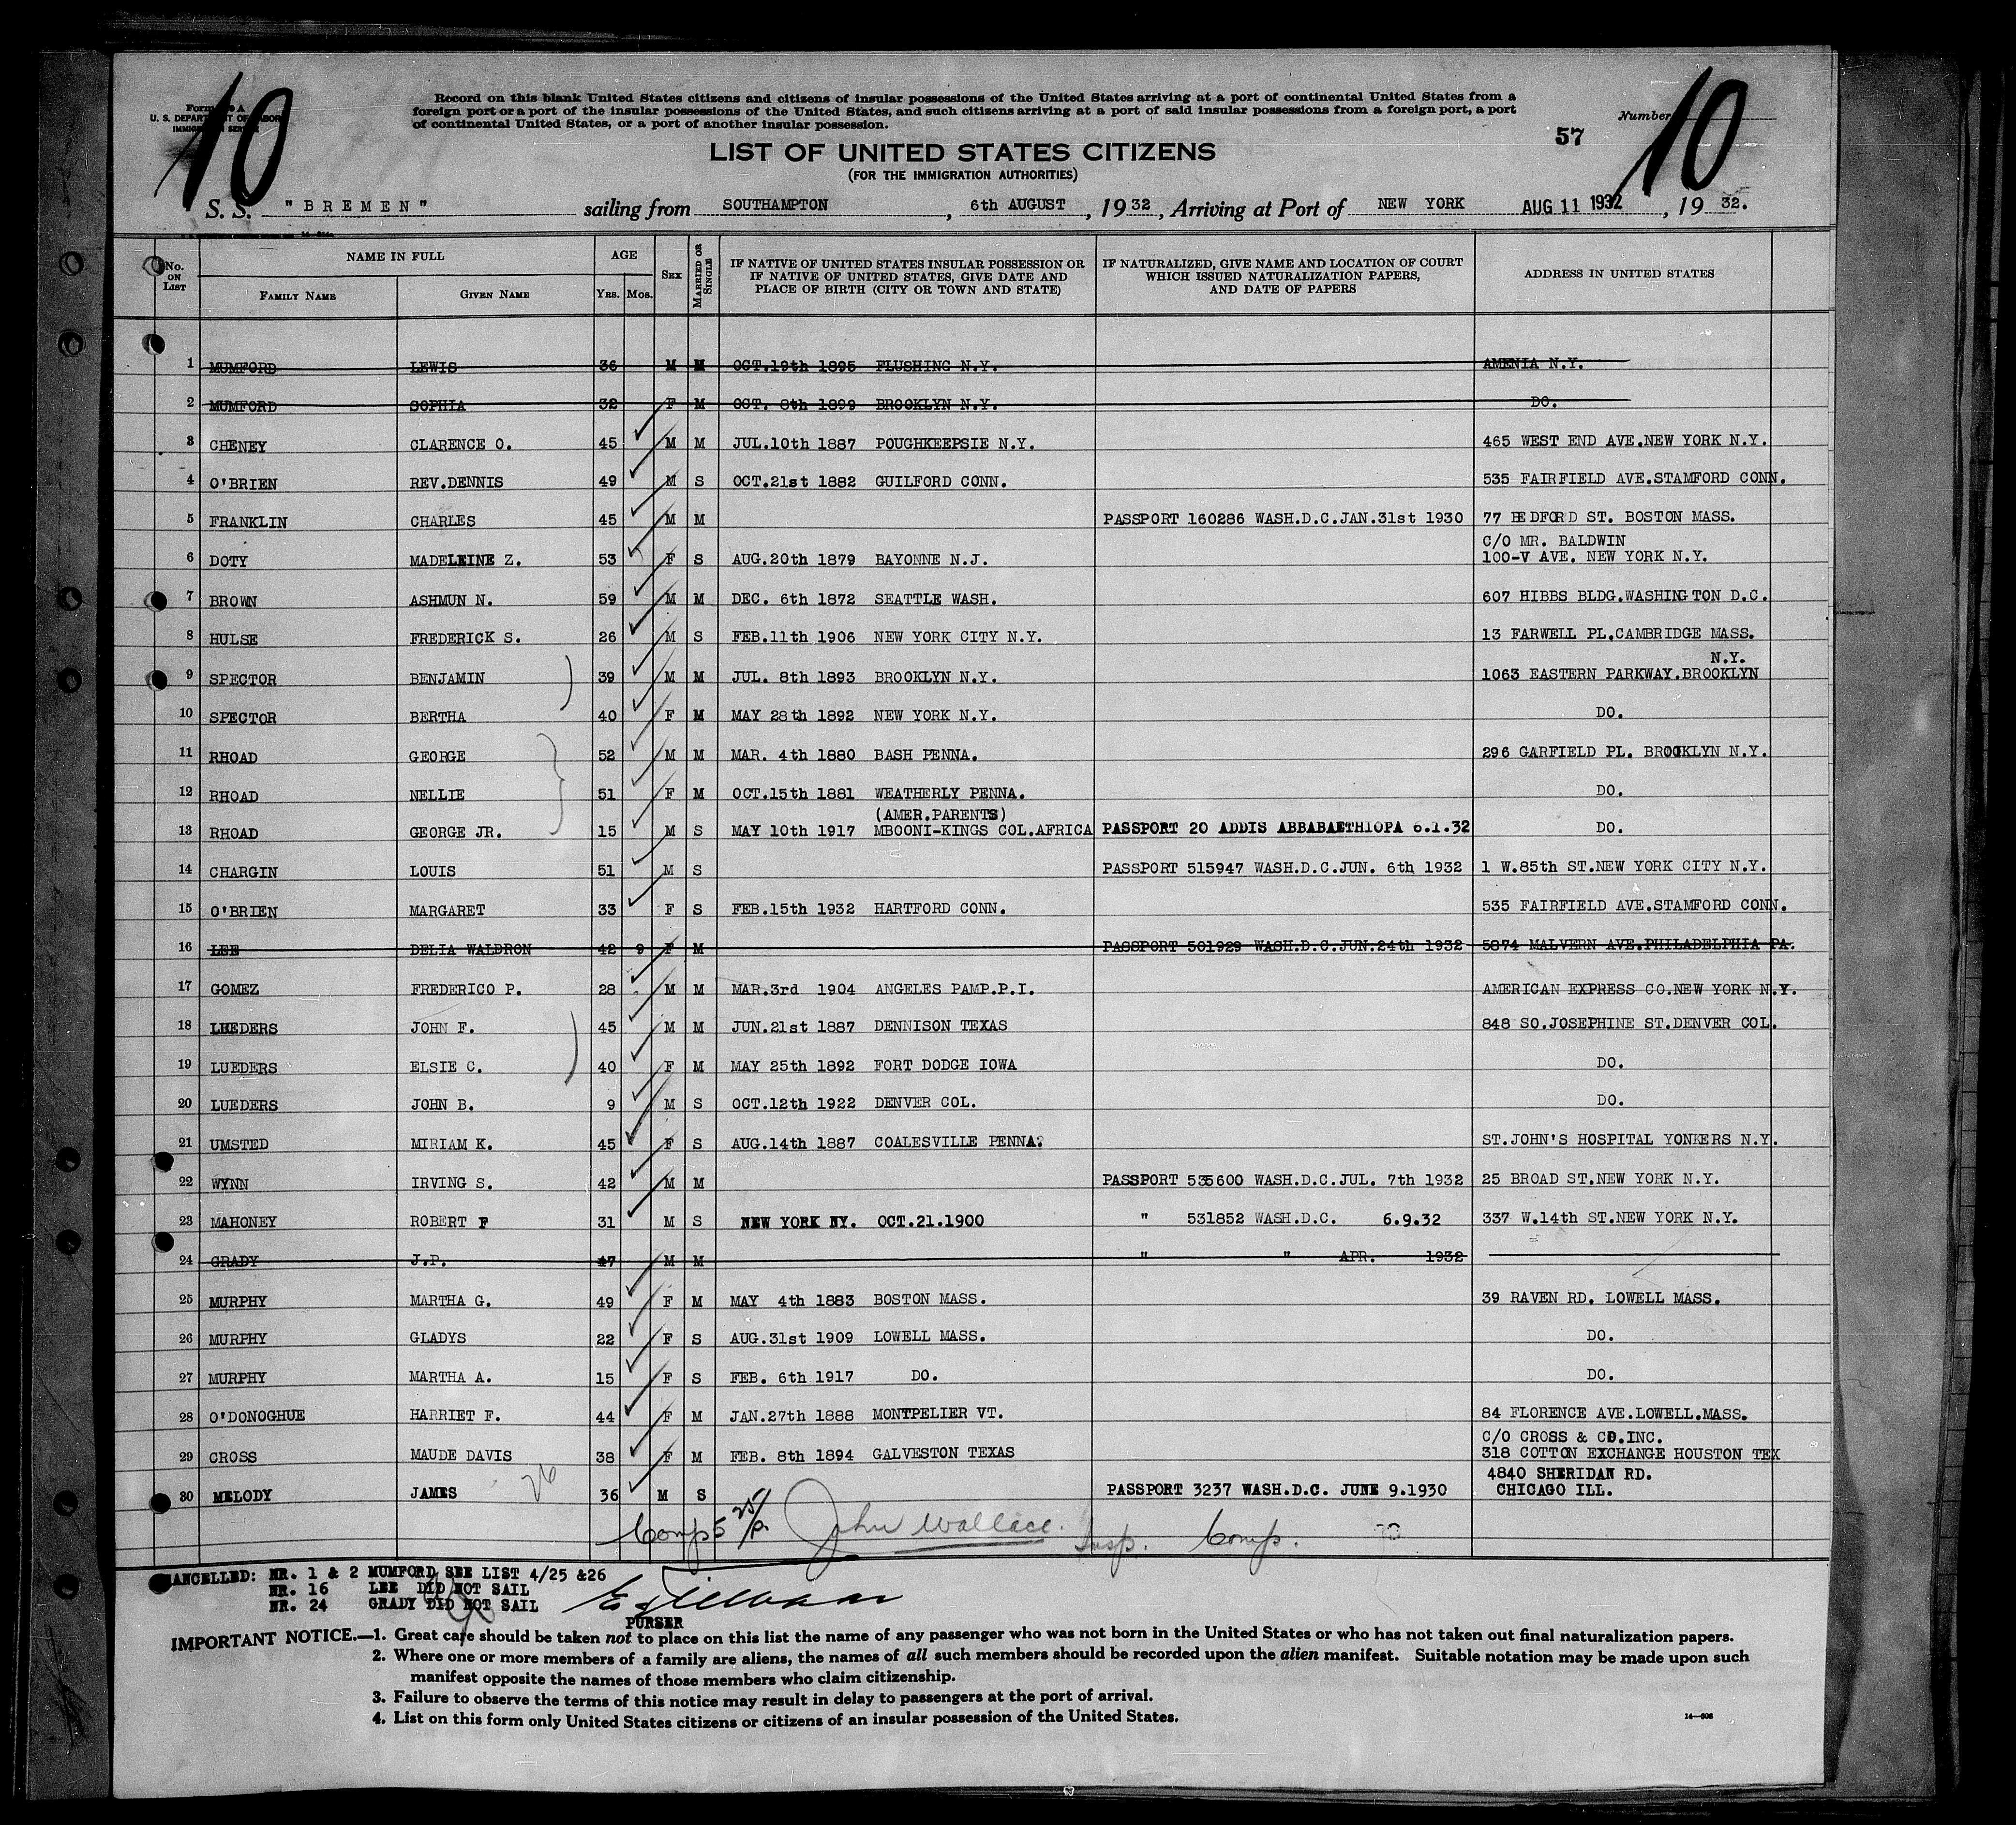 10
Form 630 A
U. S. DEPARTMENT OF LABOR
IMMIGRATION SERVICE
Record on this blank United States citizens and citizens of insular possessions of the United States arriving at a port of continental United States from a
foreign port or a port of the insular possessions of the United States, and such citizens arriving at a port of said insular possessions from a foreign port, a port
of continental United States, or a port of another insular possession.
Number 10
57
LIST OF UNITED STATES CITIZENS
(FOR THE IMMIGRATION AUTHORITIES)
S. S. "BREMEN" sailing from SOUTHAMPTON, 6th AUGUST, 1932, Arriving at Port of NEW YORK AUG 11 1932, 1932.
No. ON LIST NAME IN FULL FAMILY NAME GIVEN NAME AGE YRS. MOS. SEX MARRIED OR SINGLE IF NATIVE OF UNITED STATES INSULAR POSSESSION OR IF NATIVE OF UNITED STATES, GIVE DATE AND PLACE OF BIRTH (CITY OR TOWN AND STATE) IF NATURALIZED, GIVE NAME AND LOCATION OF COURT WHICH ISSUED NATURALIZATION PAPERS, AND DATE OF PAPERS ADDRESS IN UNITED STATES
1 MUMFORD LEWIS 36 M M OCT.19th 1895 FLUSHING N.Y. AMENIA N.Y.
2 MUMFORD SOPHIA 32 F M OCT. 8th 1899 BROOKLYN N.Y. DO.
3 CHENEY CLARENCE O. 45 M M JUL.10th 1887 POUGHKEEPSIE N.Y. 465 WEST END AVE.NEW YORK N.Y.
4 O'BRIEN REV.DENNIS 49 M S OCT.21st 1882 GUILFORD CONN. 535 FAIRFIELD AVE.STAMFORD CONN.
5 FRANKLIN CHARLES 45 M M PASSPORT 160286 WASH.D.C.JAN.31st 1930 77 BEDFORD ST. BOSTON MASS.
C/O MR. BALDWIN
6 DOTY MADELEINE Z. 53 F S AUG.20th 1879 BAYONNE N.J. 100-V AVE. NEW YORK N.Y.
7 BROWN ASHMUN N. 59 M M DEC. 6th 1872 SEATTLE WASH. 607 HIBBS BLDG.WASHINGTON D.C.
8 HULSE FREDERICK S. 26 M S FEB.11th 1906 NEW YORK CITY N.Y. 13 FARWELL PL.CAMBRIDGE MASS.
N.Y.
9 SPECTOR BENJAMIN 39 M M JUL. 8th 1893 BROOKLYN N.Y. 1063 EASTERN PARKWAY.BROOKLYN
10 SPECTOR BERTHA 40 F M MAY 28th 1892 NEW YORK N.Y. DO.
11 RHOAD GEORGE 52 M M MAR. 4th 1880 BASH PENNA. 296 GARFIELD PL. BROOKLYN N.Y.
12 RHOAD NELLIE 51 F M OCT.15th 1881 WEATHERLY PENNA. DO.
(AMER.PARENTS)
13 RHOAD GEORGE JR. 15 M S MAY 10th 1917 MBOONI-KINGS COL.AFRICA PASSPORT 20 ADDIS ABBABAETHIOPA 6.1.32 DO.
14 CHARGIN LOUIS 51 M S PASSPORT 515947 WASH.D.C.JUN. 6th 1932 1 W.85th ST.NEW YORK CITY N.Y.
15 O'BRIEN MARGARET 33 F S FEB.15th 1932 HARTFORD CONN. 535 FAIRFIELD AVE.STAMFORD CONN.
16 LEE DELIA WALDRON 42 9 F M PASSPORT 501929 WASH.D.C.JUN.24th 1932 5874 MALVERN AVE.PHILADELPHIA PA.
17 GOMEZ FREDERICO P. 28 M M MAR.3rd 1904 ANGELES PAMP.P.I. AMERICAN EXPRESS CO.NEW YORK N.Y.
18 LUEDERS JOHN F. 45 M M JUN.21st 1887 DENNISON TEXAS 848 SO.JOSEPHINE ST.DENVER COL.
19 LUEDERS ELSIE C. 40 F M MAY 25th 1892 FORT DODGE IOWA DO.
20 LUEDERS JOHN B. 9 M S OCT.12th 1922 DENVER COL. DO.
21 UMSTED MIRIAM K. 45 F S AUG.14th 1887 COALESVILLE PENNA. ST.JOHN'S HOSPITAL YONKERS N.Y.
22 WYNN IRVING S. 42 M M PASSPORT 535600 WASH.D.C.JUL. 7th 1932 25 BROAD ST.NEW YORK N.Y.
23 MAHONEY ROBERT F 31 M S NEW YORK NY. OCT.21.1900 " 531852 WASH.D.C. 6.9.32 337 W.14th ST.NEW YORK N.Y.
24 GRADY J.P. 47 M M " " APR. 1932
25 MURPHY MARTHA G. 49 F M MAY 4th 1883 BOSTON MASS. 39 RAVEN RD. LOWELL MASS.
26 MURPHY GLADYS 22 F S AUG.31st 1909 LOWELL MASS. DO.
27 MURPHY MARTHA A. 15 F S FEB. 6th 1917 DO. DO.
28 O'DONOGHUE HARRIET F. 44 F M JAN.27th 1888 MONTPELIER VT. 84 FLORENCE AVE.LOWELL.MASS.
C/O CROSS & CO.INC.
29 CROSS MAUDE DAVIS 38 F M FEB. 8th 1894 GALVESTON TEXAS 318 COTTON EXCHANGE HOUSTON TEX
4840 SHERIDAN RD.
30 MELODY JAMES 26 36 M S PASSPORT 3237 WASH.D.C. JUNE 9.1930 CHICAGO ILL.
John Wallace. Insp. Comp.
CANCELLED: NR. 1 & 2 MUMFORD SEE LIST 4/25 &26
NR. 16 LEE DID NOT SAIL
NR. 24 GRADY DID NOT SAIL
PURSER
IMPORTANT NOTICE.—1. Great care should be taken not to place on this list the name of any passenger who was not born in the United States or who has not taken out final naturalization papers.
2. Where one or more members of a family are aliens, the names of all such members should be recorded upon the alien manifest. Suitable notation may be made upon such
manifest opposite the names of those members who claim citizenship.
3. Failure to observe the terms of this notice may result in delay to passengers at the port of arrival.
4. List on this form only United States citizens or citizens of an insular possession of the United States.
14—808